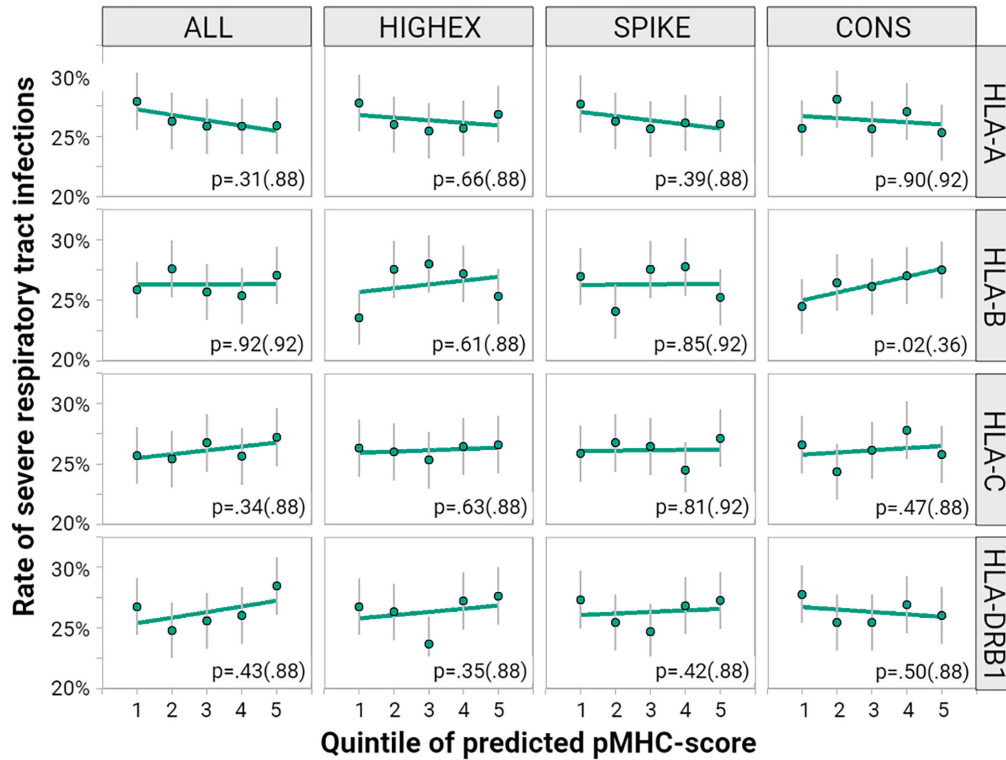 ALL HIGHEX SPIKE CONS
Rate of severe respiratory tract infections
30%
25%
20%
p=.31(.88) p=.66(.88) p=.39(.88) p=.90(.92)
HLA-A
30%
25%
20%
p=.92(.92) p=.61(.88) p=.85(.92) p=.02(.36)
HLA-B
30%
25%
20%
p=.34(.88) p=.63(.88) p=.81(.92) p=.47(.88)
HLA-C
30%
25%
20%
p=.43(.88) p=.35(.88) p=.42(.88) p=.50(.88)
HLA-DRB1
1 2 3 4 5 1 2 3 4 5 1 2 3 4 5 1 2 3 4 5
Quintile of predicted pMHC-score